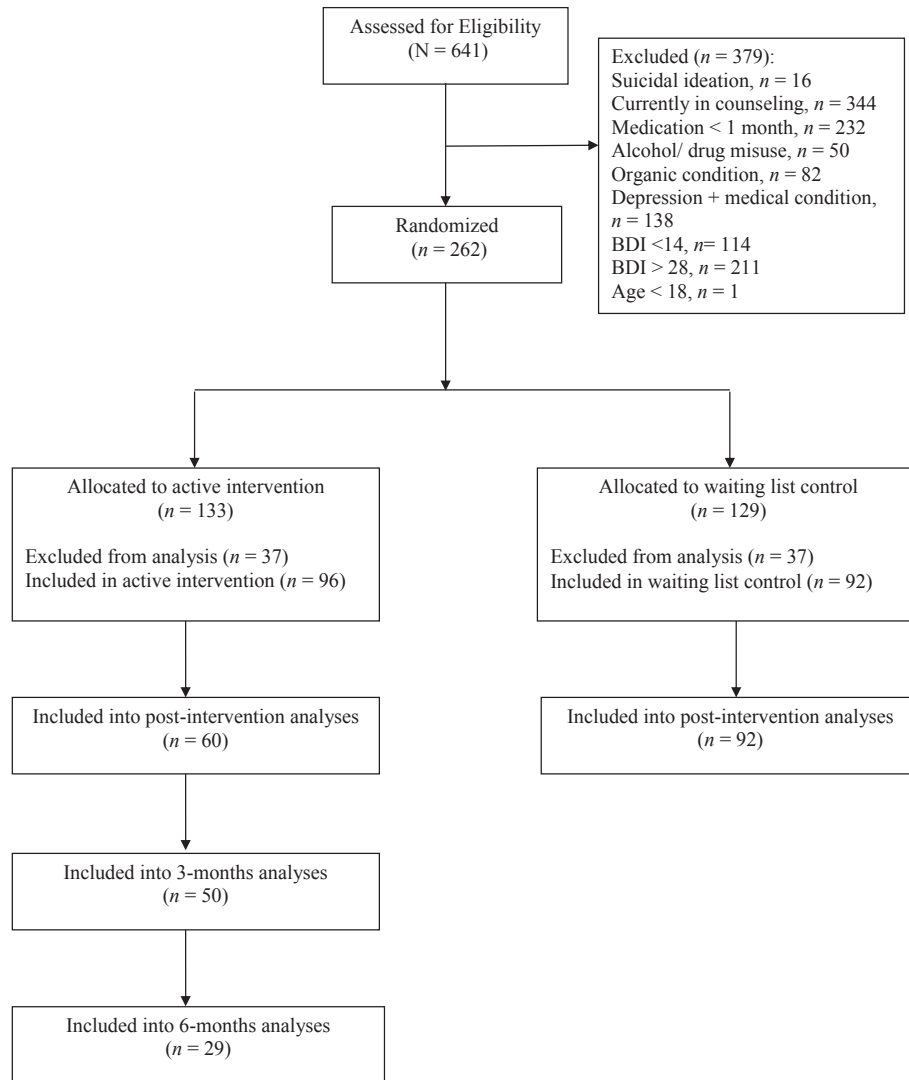 Assessed for Eligibility
(N = 641)
Excluded (n = 379):
Suicidal ideation, n = 16
Currently in counseling, n = 344
Medication < 1 month, n = 232
Alcohol/ drug misuse, n = 50
Organic condition, n = 82
Depression + medical condition,
n = 138
BDI <14, n= 114
BDI > 28, n = 211
Age < 18, n = 1
Randomized
(n = 262)
Allocated to active intervention
(n = 133)
Excluded from analysis (n = 37)
Included in active intervention (n = 96)
Allocated to waiting list control
(n = 129)
Excluded from analysis (n = 37)
Included in waiting list control (n = 92)
Included into post-intervention analyses
(n = 60)
Included into post-intervention analyses
(n = 92)
Included into 3-months analyses
(n = 50)
Included into 6-months analyses
(n = 29)